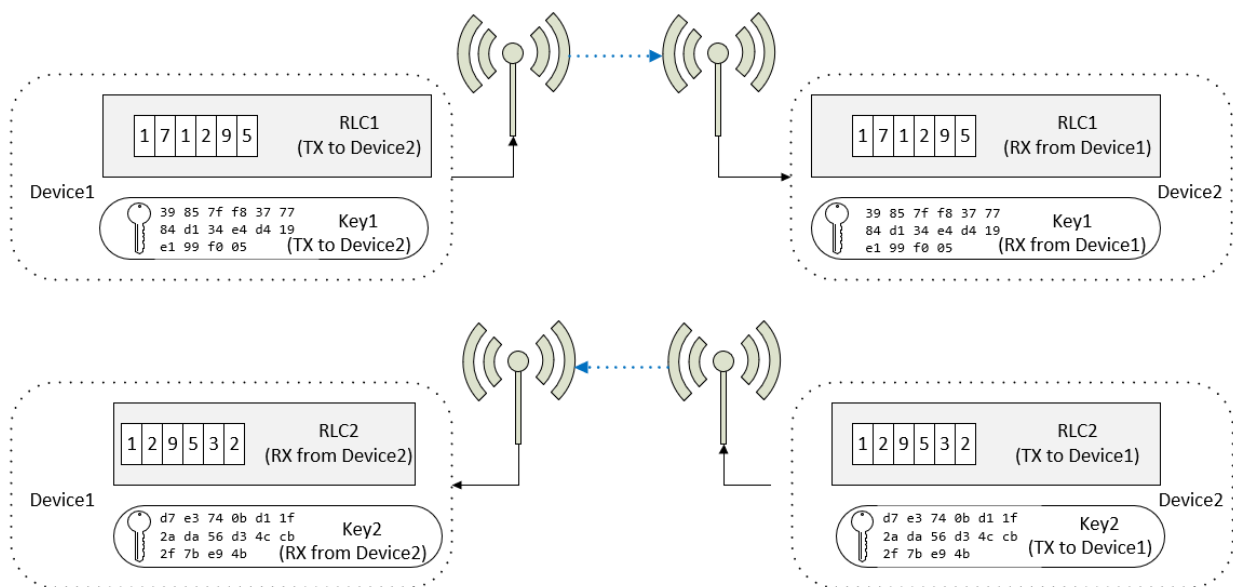 1 7 1 2 9 5
RLC1
(TX to Device2)
Device1
39 85 7f f8 37 77
84 d1 34 e4 d4 19
e1 99 f0 05
Key1
(TX to Device2)
1 7 1 2 9 5
RLC1
(RX from Device1)
Device2
39 85 7f f8 37 77
84 d1 34 e4 d4 19
e1 99 f0 05
Key1
(RX from Device1)
1 2 9 5 3 2
RLC2
(RX from Device2)
Device1
d7 e3 74 0b d1 1f
2a da 56 d3 4c cb
2f 7b e9 4b
Key2
(RX from Device2)
1 2 9 5 3 2
RLC2
(TX to Device1)
Device2
d7 e3 74 0b d1 1f
2a da 56 d3 4c cb
2f 7b e9 4b
Key2
(TX to Device1)